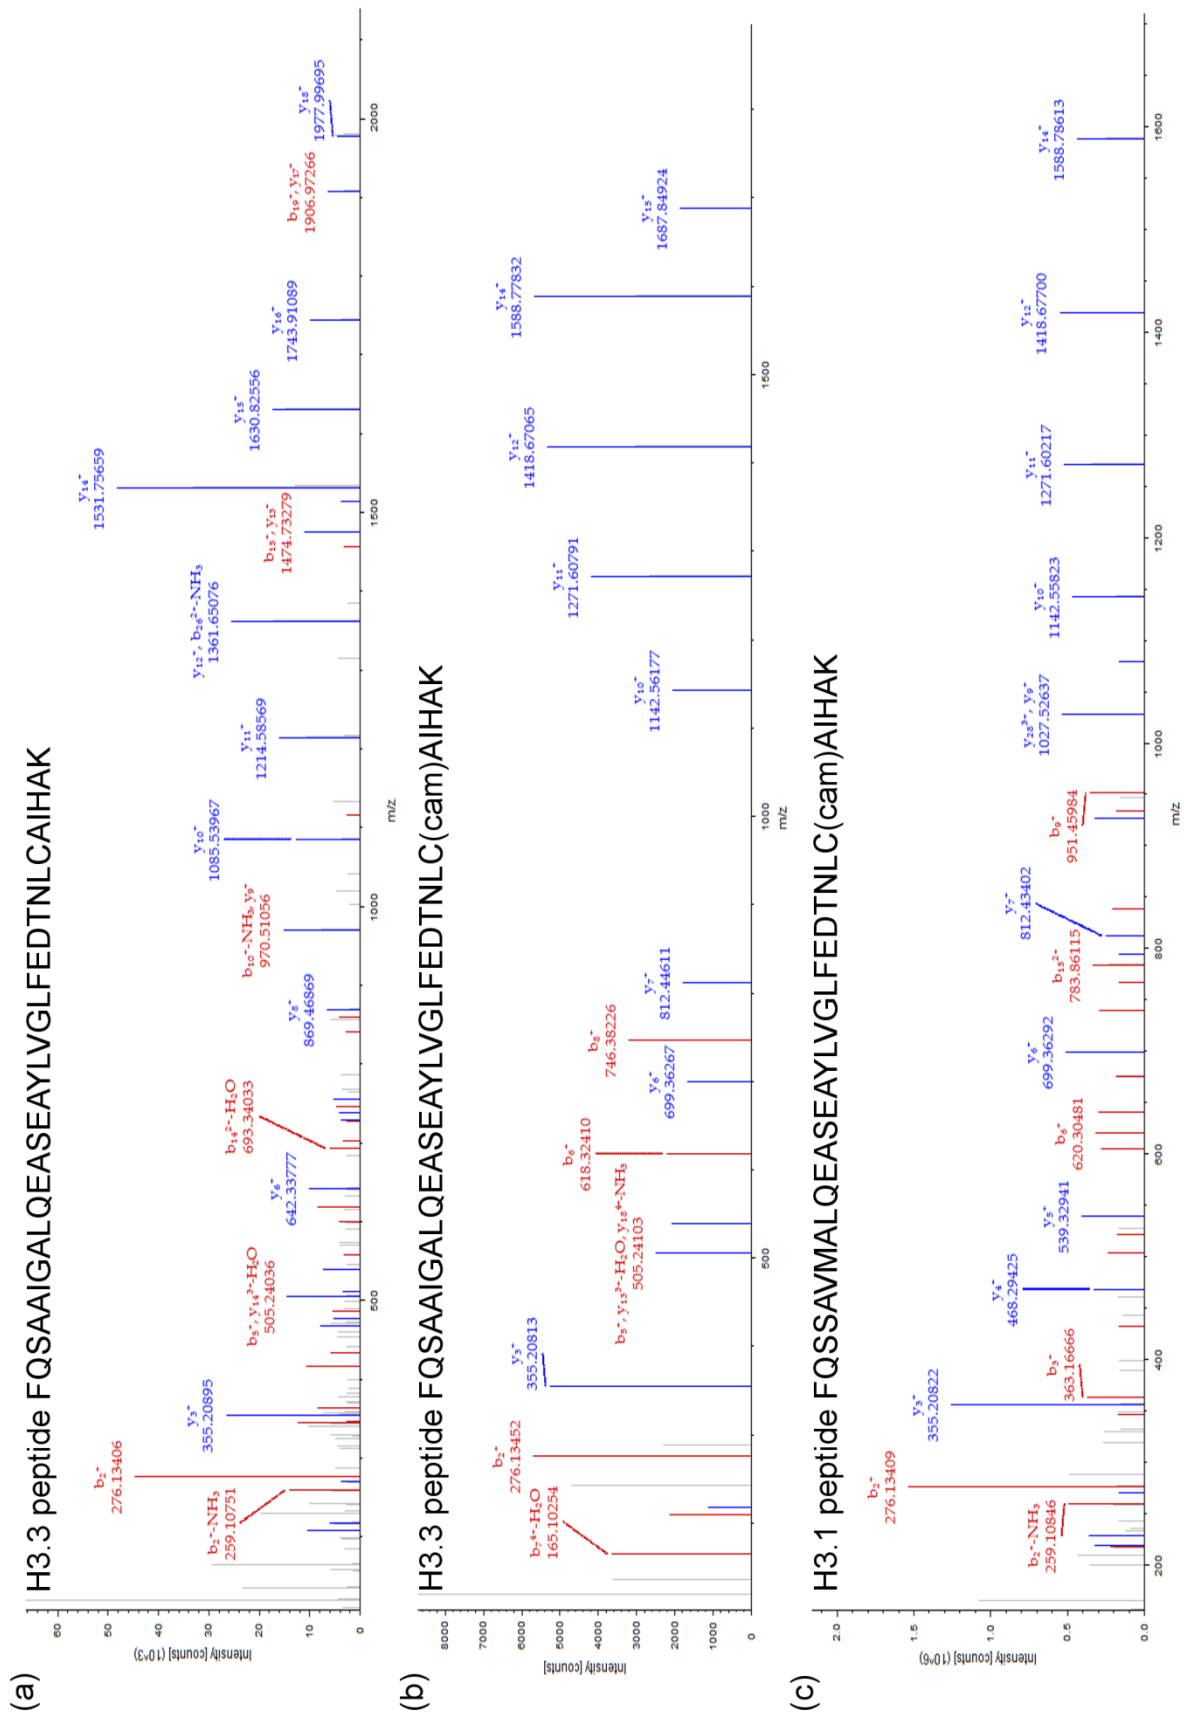 (a)
H3.3 peptide FQSAAIGALQEASEAYLVGLFEDTNLCAIHAK
Intensity [counts] (10^3)
60
50
40
30
20
10
0
b₂⁺-NH₃
259.10751
b₂⁺
276.13406
y₃⁺
355.20895
b₅⁺, y₁₄³⁺-H₂O
505.24036
y₆⁺
642.33777
b₁₄²⁺-H₂O
693.34033
y₈⁺
869.46869
b₁₀⁺-NH₃, y₉⁺
970.51056
y₁₀⁺
1085.53967
y₁₁⁺
1214.58569
y₁₂⁺, b₂₆²⁺-NH₃
1361.65076
b₁₅⁺, y₁₃⁺
1474.73279
y₁₄⁺
1531.75659
y₁₅⁺
1630.82556
y₁₆⁺
1743.91089
b₁₉⁺, y₁₇⁺
1906.97266
y₁₈⁺
1977.99695
500
1000
1500
2000
m/z
(b)
H3.3 peptide FQSAAIGALQEASEAYLVGLFEDTNLC(cam)AIHAK
Intensity [counts]
8000
7000
6000
5000
4000
3000
2000
1000
0
b₇⁴⁺-H₂O
165.10254
b₂⁺
276.13452
y₃⁺
355.20813
b₅⁺, y₁₃³⁺-H₂O, y₁₈⁴⁺-NH₃
505.24103
b₆⁺
618.32410
y₆⁺
699.36267
b₈⁺
746.38226
y₇⁺
812.44611
y₁₀⁺
1142.56177
y₁₁⁺
1271.60791
y₁₂⁺
1418.67065
y₁₄⁺
1588.77832
y₁₅⁺
1687.84924
500
1000
1500
m/z
(c)
H3.1 peptide FQSSAVMALQEASEAYLVGLFEDTNLC(cam)AIHAK
Intensity [counts] (10^6)
2.0
1.5
1.0
0.5
0.0
b₂⁺-NH₃
259.10846
b₂⁺
276.13409
y₃⁺
355.20822
b₃⁺
363.16666
y₄⁺
468.29425
y₅⁺
539.32941
b₆⁺
620.30481
y₆⁺
699.36292
b₁₅²⁺
783.86115
y₇⁺
812.43402
b₉⁺
951.45984
y₂₈³⁺, y₉⁺
1027.52637
y₁₀⁺
1142.55823
y₁₁⁺
1271.60217
y₁₂⁺
1418.67700
y₁₄⁺
1588.78613
200
400
600
800
1000
1200
1400
1600
m/z